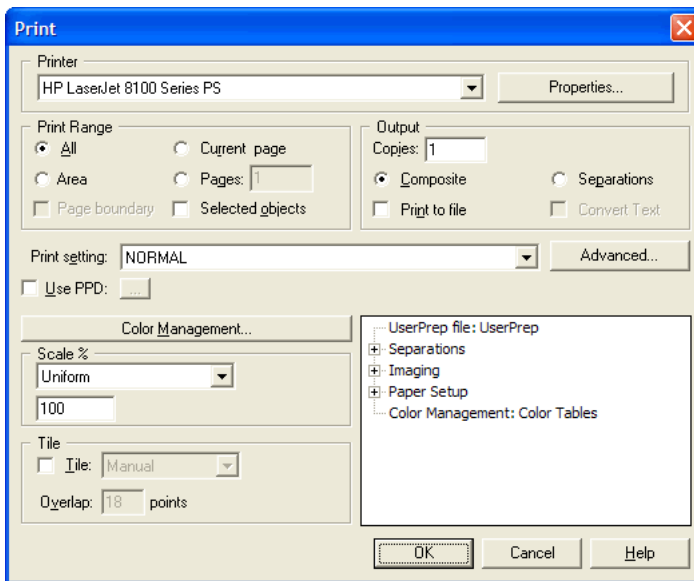 Print
Printer
HP LaserJet 8100 Series PS
Properties...
Print Range
All
Current page
Area
Pages: 1
Page boundary
Selected objects
Output
Copies: 1
Composite
Separations
Print to file
Convert Text
Print setting: NORMAL
Advanced...
Use PPD: ...
Color Management...
Scale %
Uniform
100
Tile
Tile: Manual
Overlap: 18 points
UserPrep file: UserPrep
Separations
Imaging
Paper Setup
Color Management: Color Tables
OK
Cancel
Help